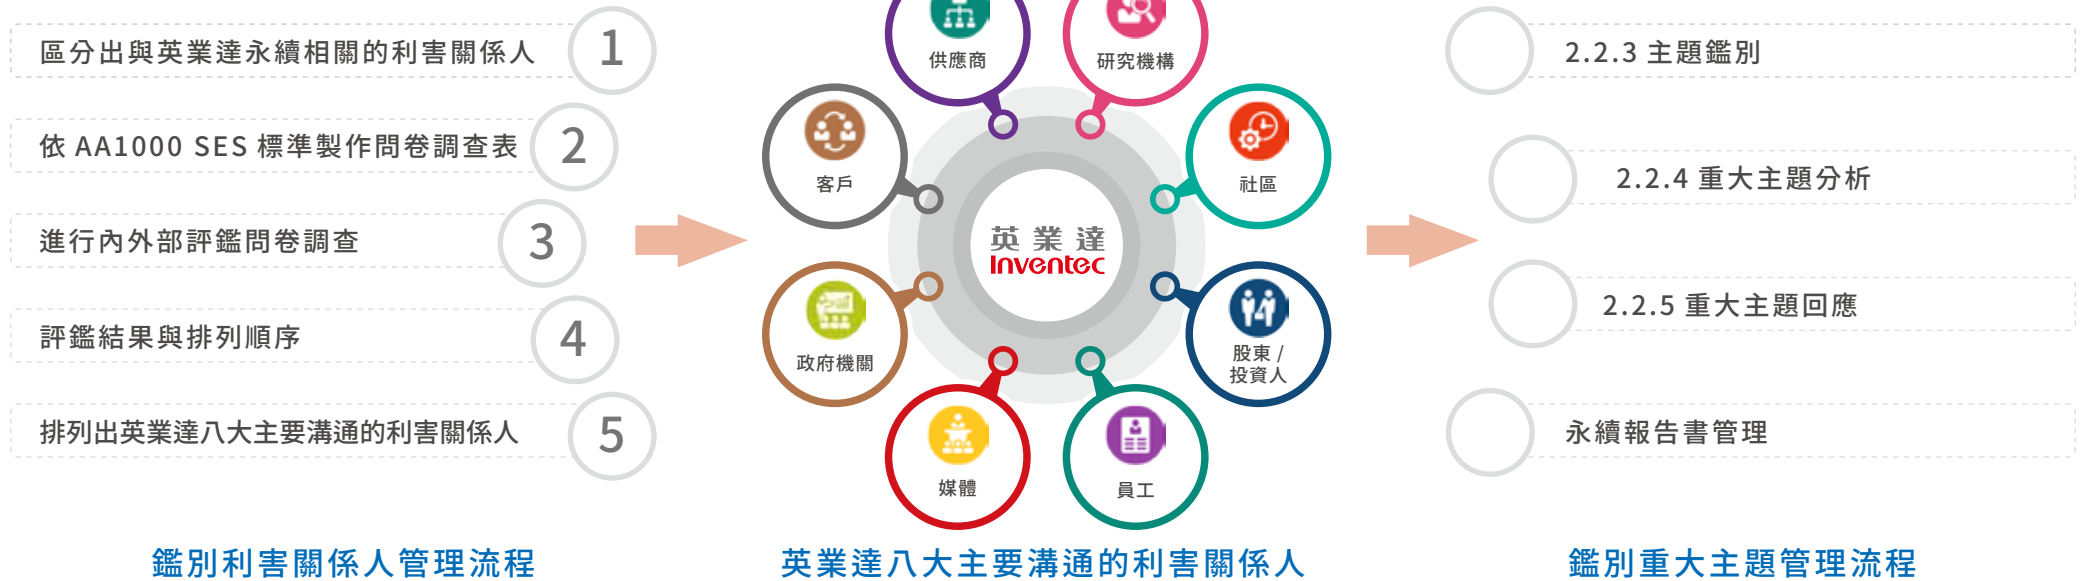 區分出與英業達永續相關的利害關係人
1
依 AA1000 SES 標準製作問卷調查表
2
進行內外部評鑑問卷調查
3
評鑑結果與排列順序
4
排列出英業達八大主要溝通的利害關係人
5
鑑別利害關係人管理流程
供應商
研究機構
客戶
社區
英業達
Inventec
政府機關
股東 /
投資人
媒體
員工
英業達八大主要溝通的利害關係人
2.2.3 主題鑑別
2.2.4 重大主題分析
2.2.5 重大主題回應
永續報告書管理
鑑別重大主題管理流程